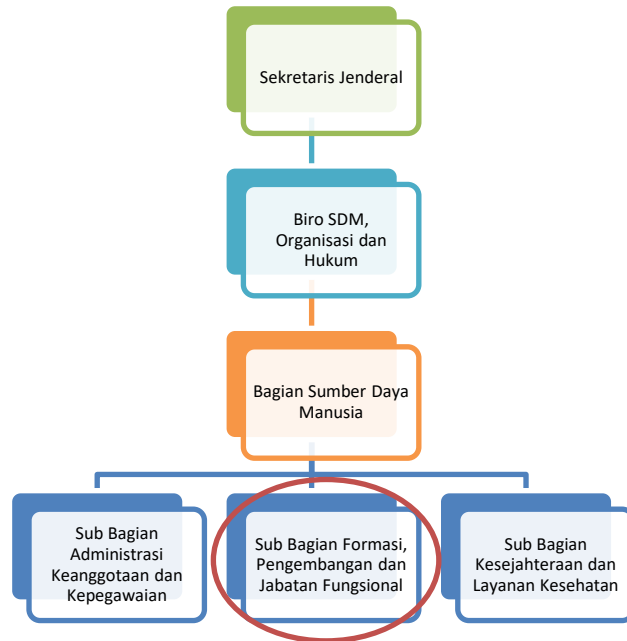 Sekretaris Jenderal
Biro SDM,
Organisasi dan
Hukum
Bagian Sumber Daya
Manusia
Sub Bagian
Administrasi
Keanggotaan dan
Kepegawaian
Sub Bagian Formasi,
Pengembangan dan
Jabatan Fungsional
Sub Bagian
Kesejahteraan dan
Layanan Kesehatan